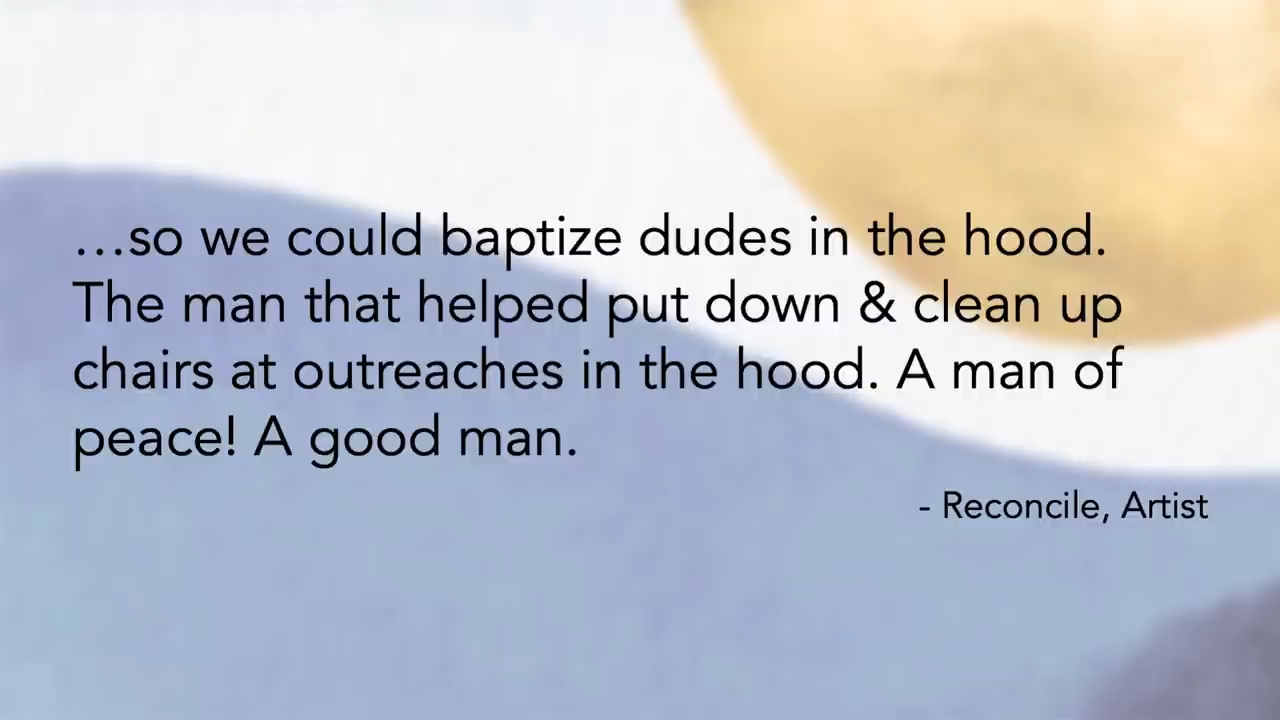 …so we could baptize dudes in the hood.
The man that helped put down & clean up
chairs at outreaches in the hood. A man of
peace! A good man.
- Reconcile, Artist